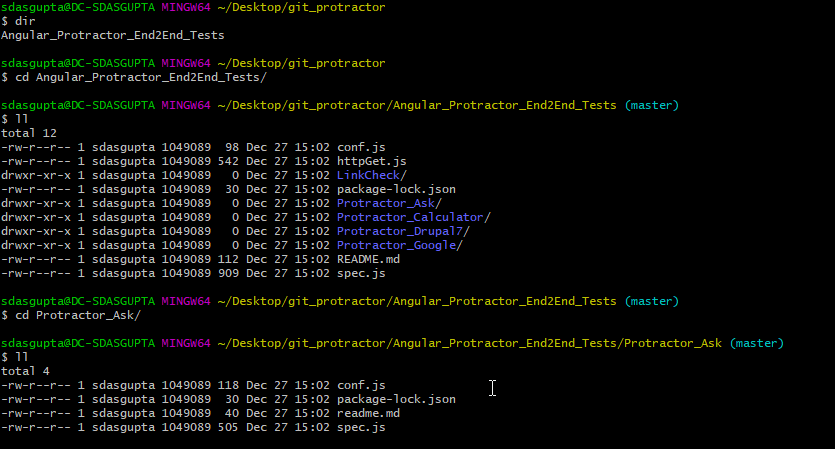 sdasgupta@DC-SDASGUPTA MINGW64 ~/Desktop/git_protractor
$ dir
Angular_Protractor_End2End_Tests
sdasgupta@DC-SDASGUPTA MINGW64 ~/Desktop/git_protractor
$ cd Angular_Protractor_End2End_Tests/
sdasgupta@DC-SDASGUPTA MINGW64 ~/Desktop/git_protractor/Angular_Protractor_End2End_Tests (master)
$ ll
total 12
-rw-r--r-- 1 sdasgupta 1049089  98 Dec 27 15:02 conf.js
-rw-r--r-- 1 sdasgupta 1049089 542 Dec 27 15:02 httpGet.js
drwxr-xr-x 1 sdasgupta 1049089   0 Dec 27 15:02 LinkCheck/
-rw-r--r-- 1 sdasgupta 1049089  30 Dec 27 15:02 package-lock.json
drwxr-xr-x 1 sdasgupta 1049089   0 Dec 27 15:02 Protractor_Ask/
drwxr-xr-x 1 sdasgupta 1049089   0 Dec 27 15:02 Protractor_Calculator/
drwxr-xr-x 1 sdasgupta 1049089   0 Dec 27 15:02 Protractor_Drupal7/
drwxr-xr-x 1 sdasgupta 1049089   0 Dec 27 15:02 Protractor_Google/
-rw-r--r-- 1 sdasgupta 1049089 112 Dec 27 15:02 README.md
-rw-r--r-- 1 sdasgupta 1049089 909 Dec 27 15:02 spec.js
sdasgupta@DC-SDASGUPTA MINGW64 ~/Desktop/git_protractor/Angular_Protractor_End2End_Tests (master)
$ cd Protractor_Ask/
sdasgupta@DC-SDASGUPTA MINGW64 ~/Desktop/git_protractor/Angular_Protractor_End2End_Tests/Protractor_Ask (master)
$ ll
total 4
-rw-r--r-- 1 sdasgupta 1049089 118 Dec 27 15:02 conf.js
-rw-r--r-- 1 sdasgupta 1049089  30 Dec 27 15:02 package-lock.json
-rw-r--r-- 1 sdasgupta 1049089  40 Dec 27 15:02 readme.md
-rw-r--r-- 1 sdasgupta 1049089 505 Dec 27 15:02 spec.js